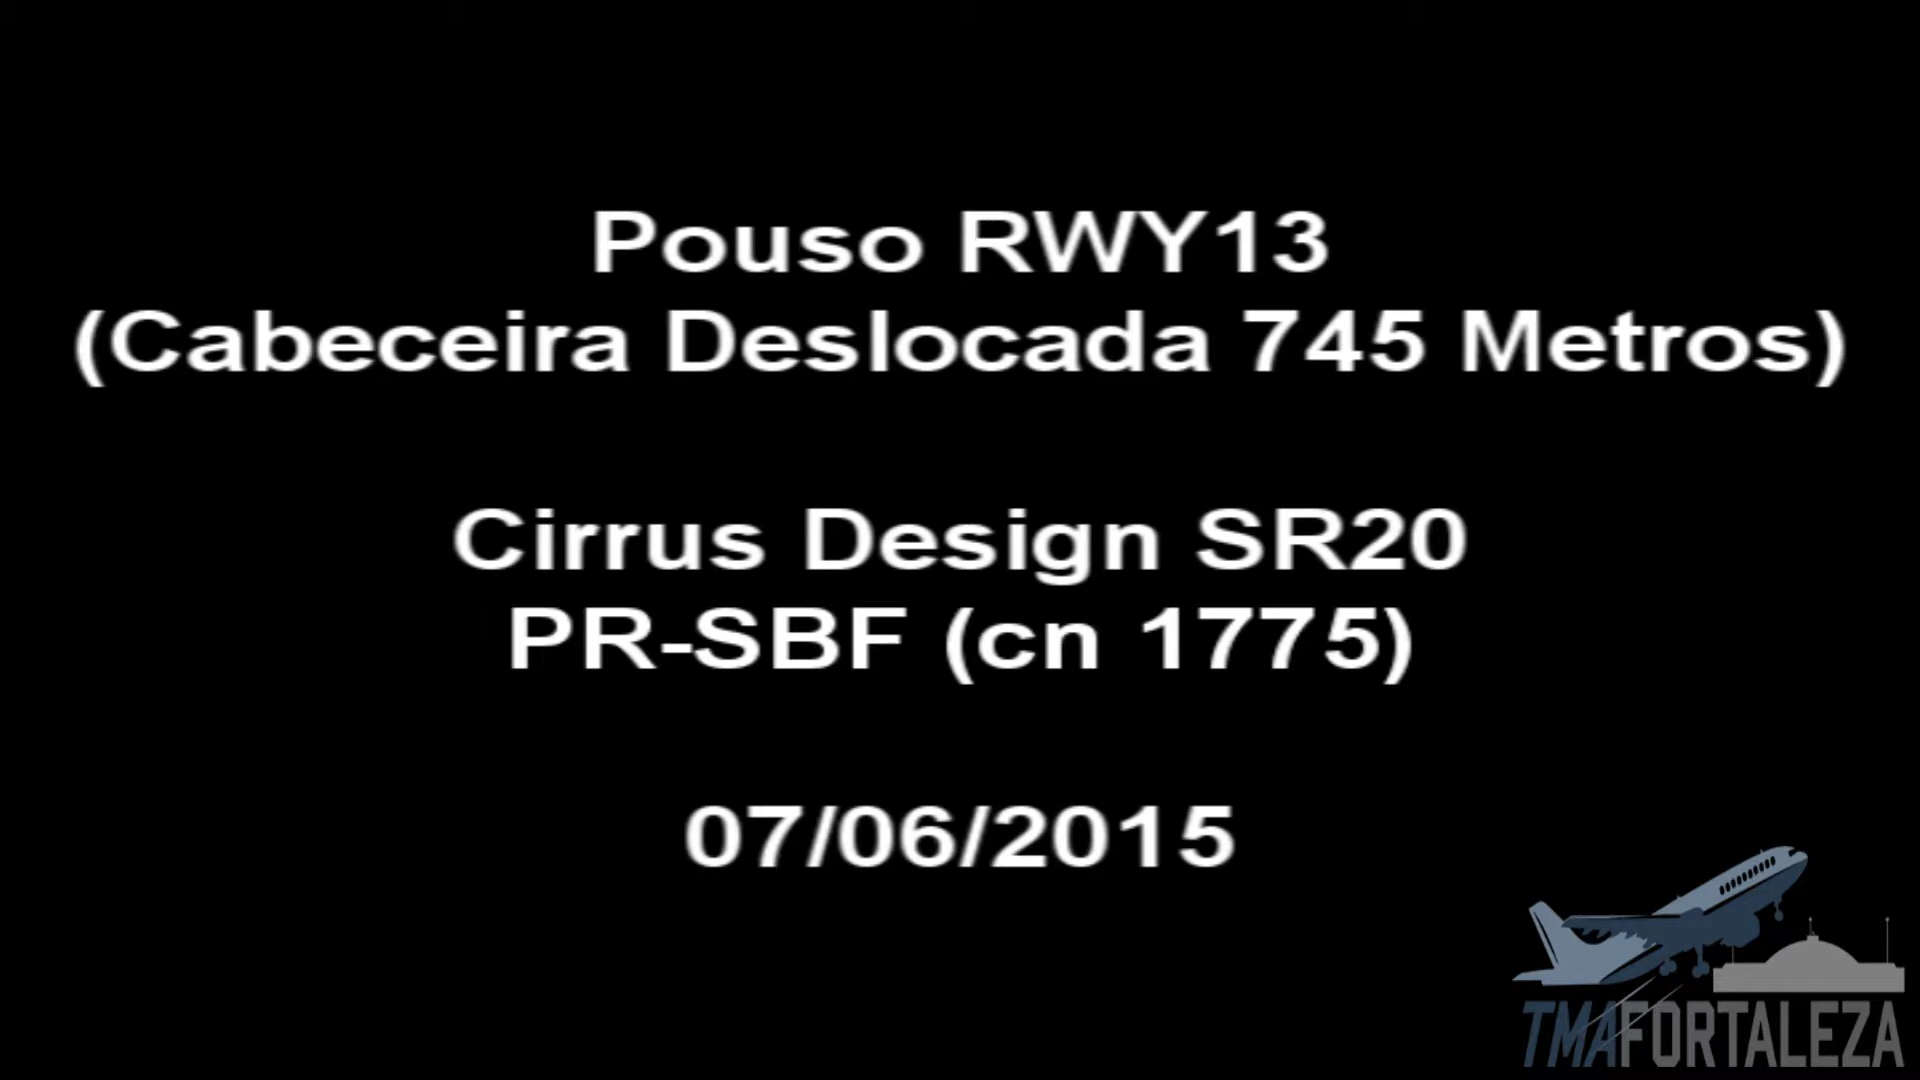 Pouso RWY13
(Cabeceira Deslocada 745 Metros)
Cirrus Design SR20
PR-SBF (cn 1775)
07/06/2015
TMAFORTALEZA